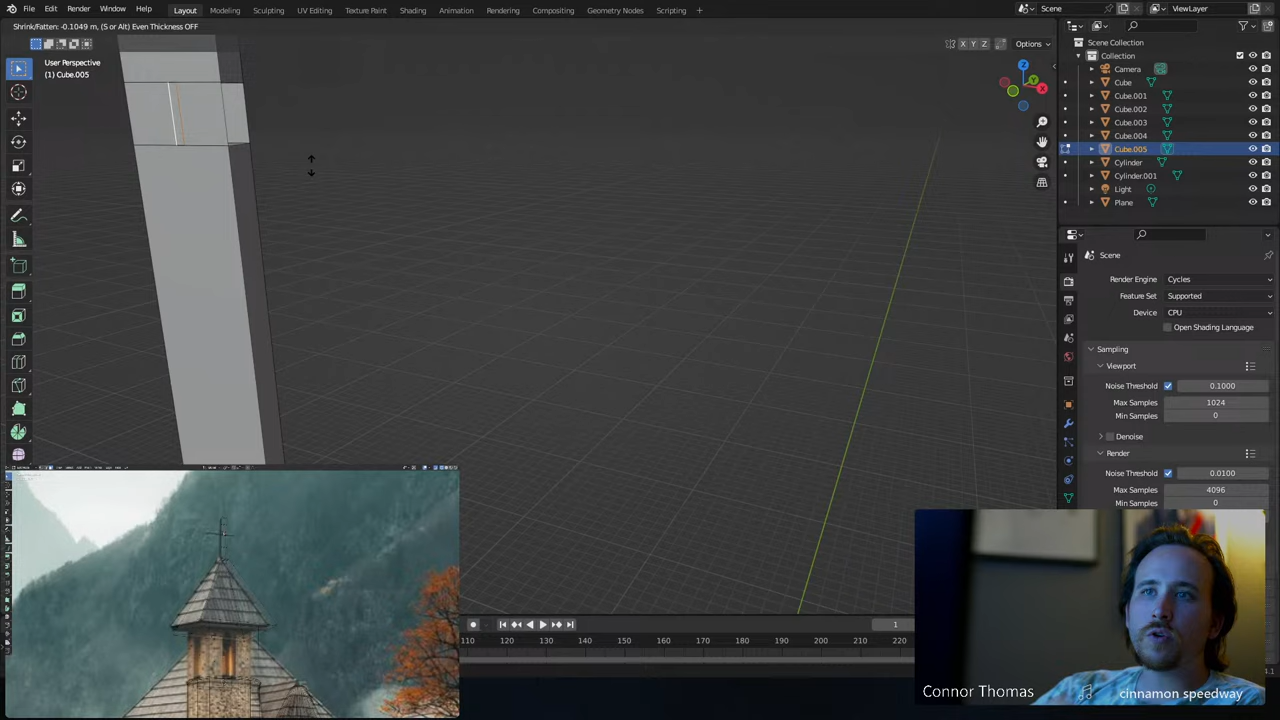 File Edit Render Window Help
Layout Modeling Sculpting UV Editing Texture Paint Shading Animation Rendering Compositing Geometry Nodes Scripting
Scene
ViewLayer
Shrink/Fatten: -0.1049 m, (S or Alt) Even Thickness OFF
X Y Z
Options
User Perspective
(1) Cube.005
Z
Y
X
Scene Collection
Collection
Camera
Cube
Cube.001
Cube.002
Cube.003
Cube.004
Cube.005
Cylinder
Cylinder.001
Light
Plane
Scene
Render Engine Cycles
Feature Set Supported
Device CPU
Open Shading Language
Sampling
Viewport
Noise Threshold 0.1000
Max Samples 1024
Min Samples 0
Denoise
Render
Noise Threshold 0.0100
Max Samples 4096
Min Samples 0
1
110 120 130 140 150 160 170 180 190 200 210 220
Connor Thomas
cinnamon speedway